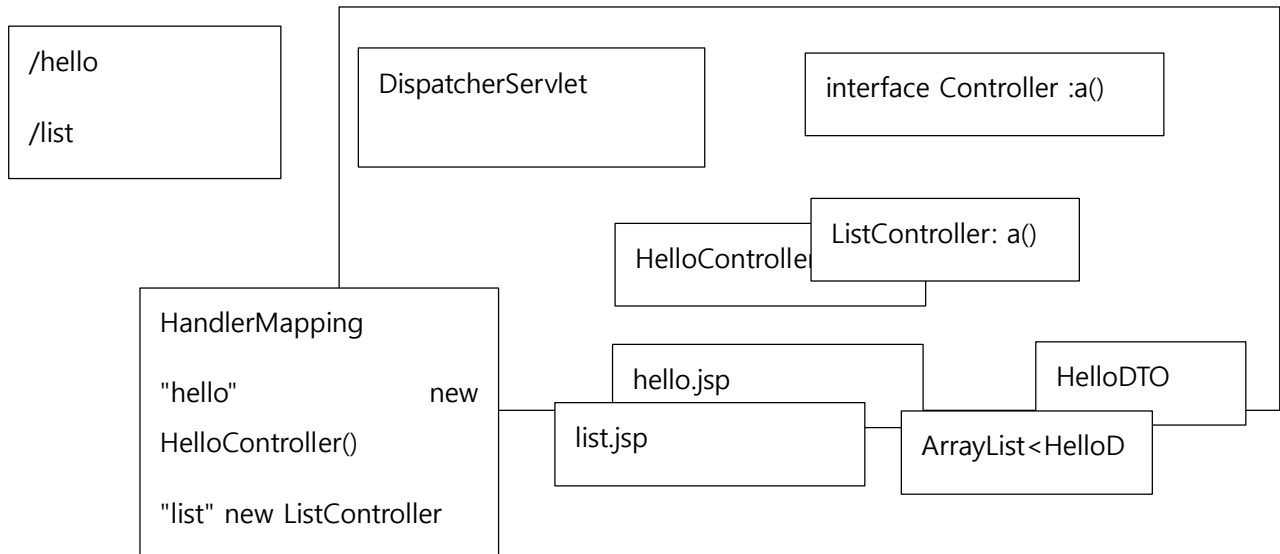 /hello
/list
DispatcherServlet
interface Controller :a()
ListController: a()
HelloController
HandlerMapping
"hello" new
HelloController()
"list" new ListController
hello.jsp
list.jsp
HelloDTO
ArrayList<HelloD